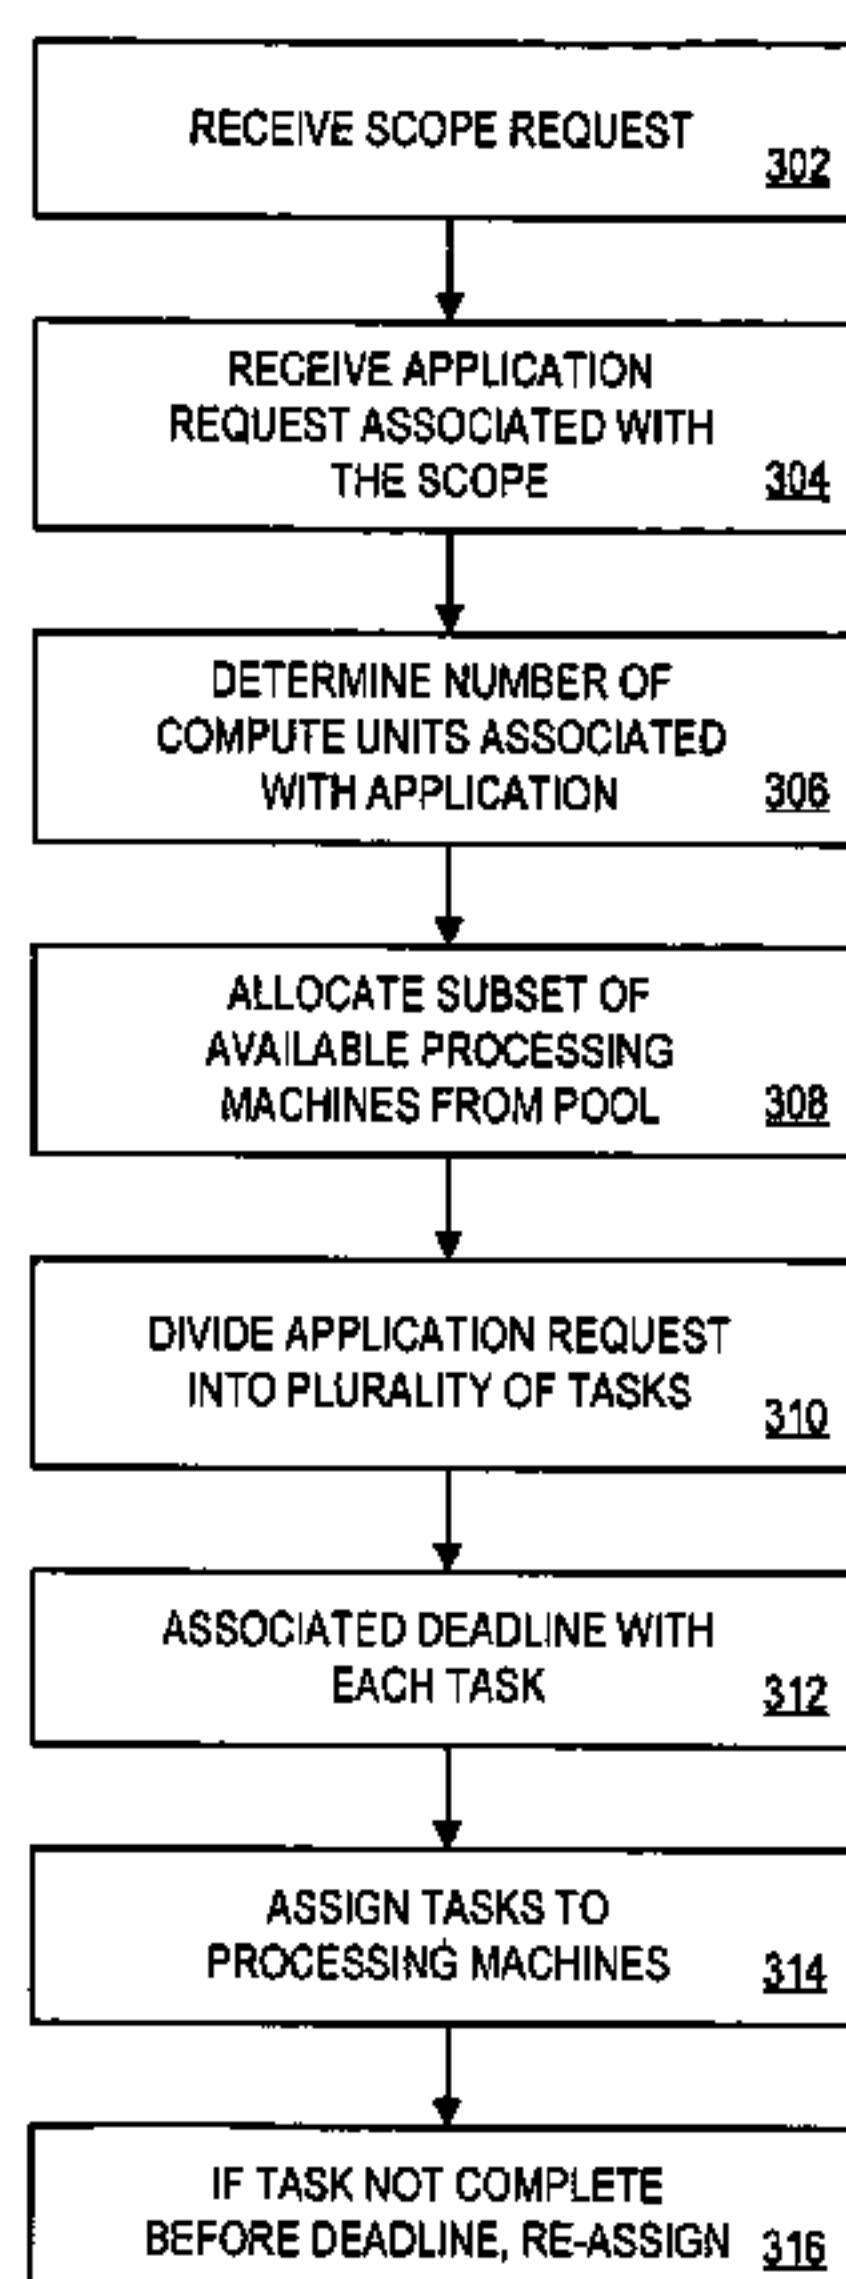 RECEIVE SCOPE REQUEST
302
RECEIVE APPLICATION
REQUEST ASSOCIATED WITH
THE SCOPE
304
DETERMINE NUMBER OF
COMPUTE UNITS ASSOCIATED
WITH APPLICATION
306
ALLOCATE SUBSET OF
AVAILABLE PROCESSING
MACHINES FROM POOL
308
DIVIDE APPLICATION REQUEST
INTO PLURALITY OF TASKS
310
ASSOCIATED DEADLINE WITH
EACH TASK
312
ASSIGN TASKS TO
PROCESSING MACHINES
314
IF TASK NOT COMPLETE
BEFORE DEADLINE, RE-ASSIGN
316